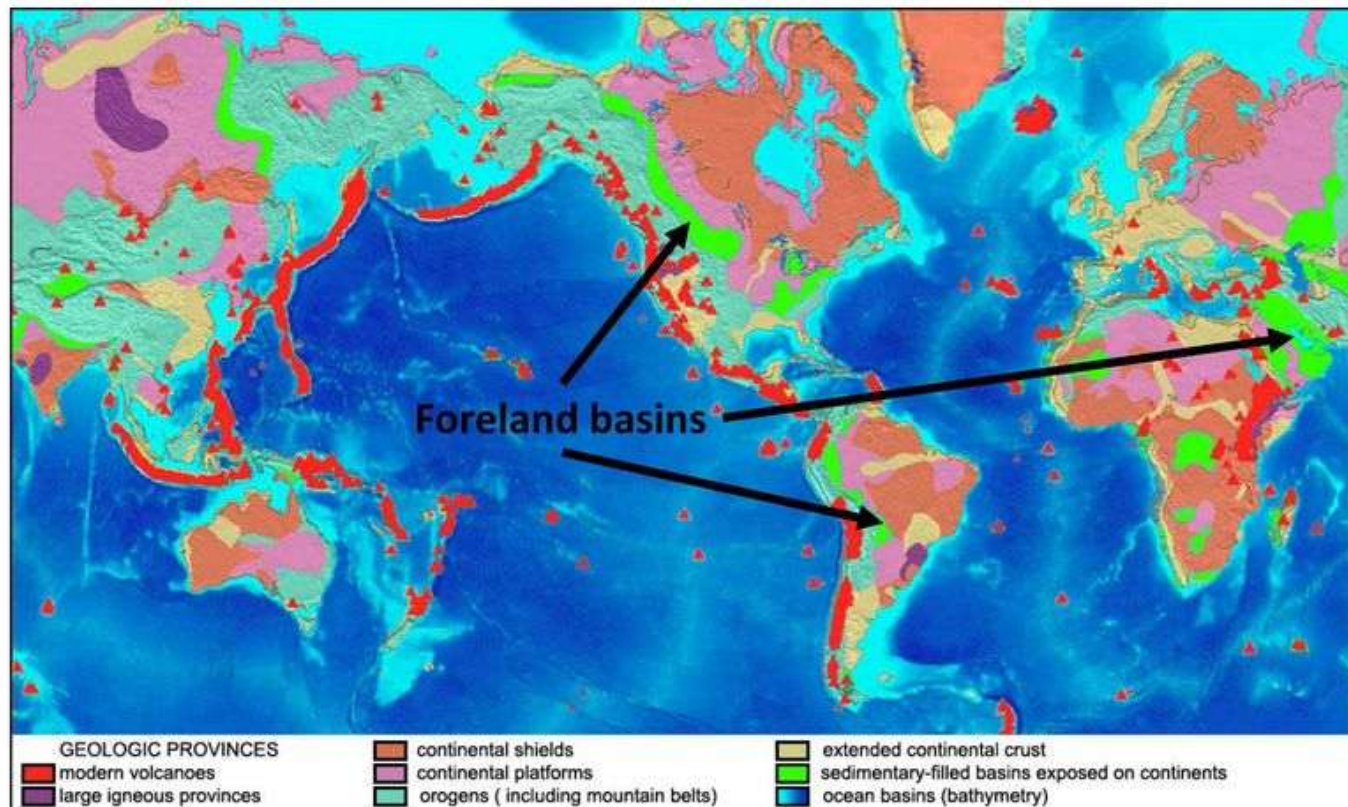 Foreland basins
GEOLOGIC PROVINCES
modern volcanoes
large igneous provinces
continental shields
continental platforms
orogens ( including mountain belts)
extended continental crust
sedimentary-filled basins exposed on continents
ocean basins (bathymetry)